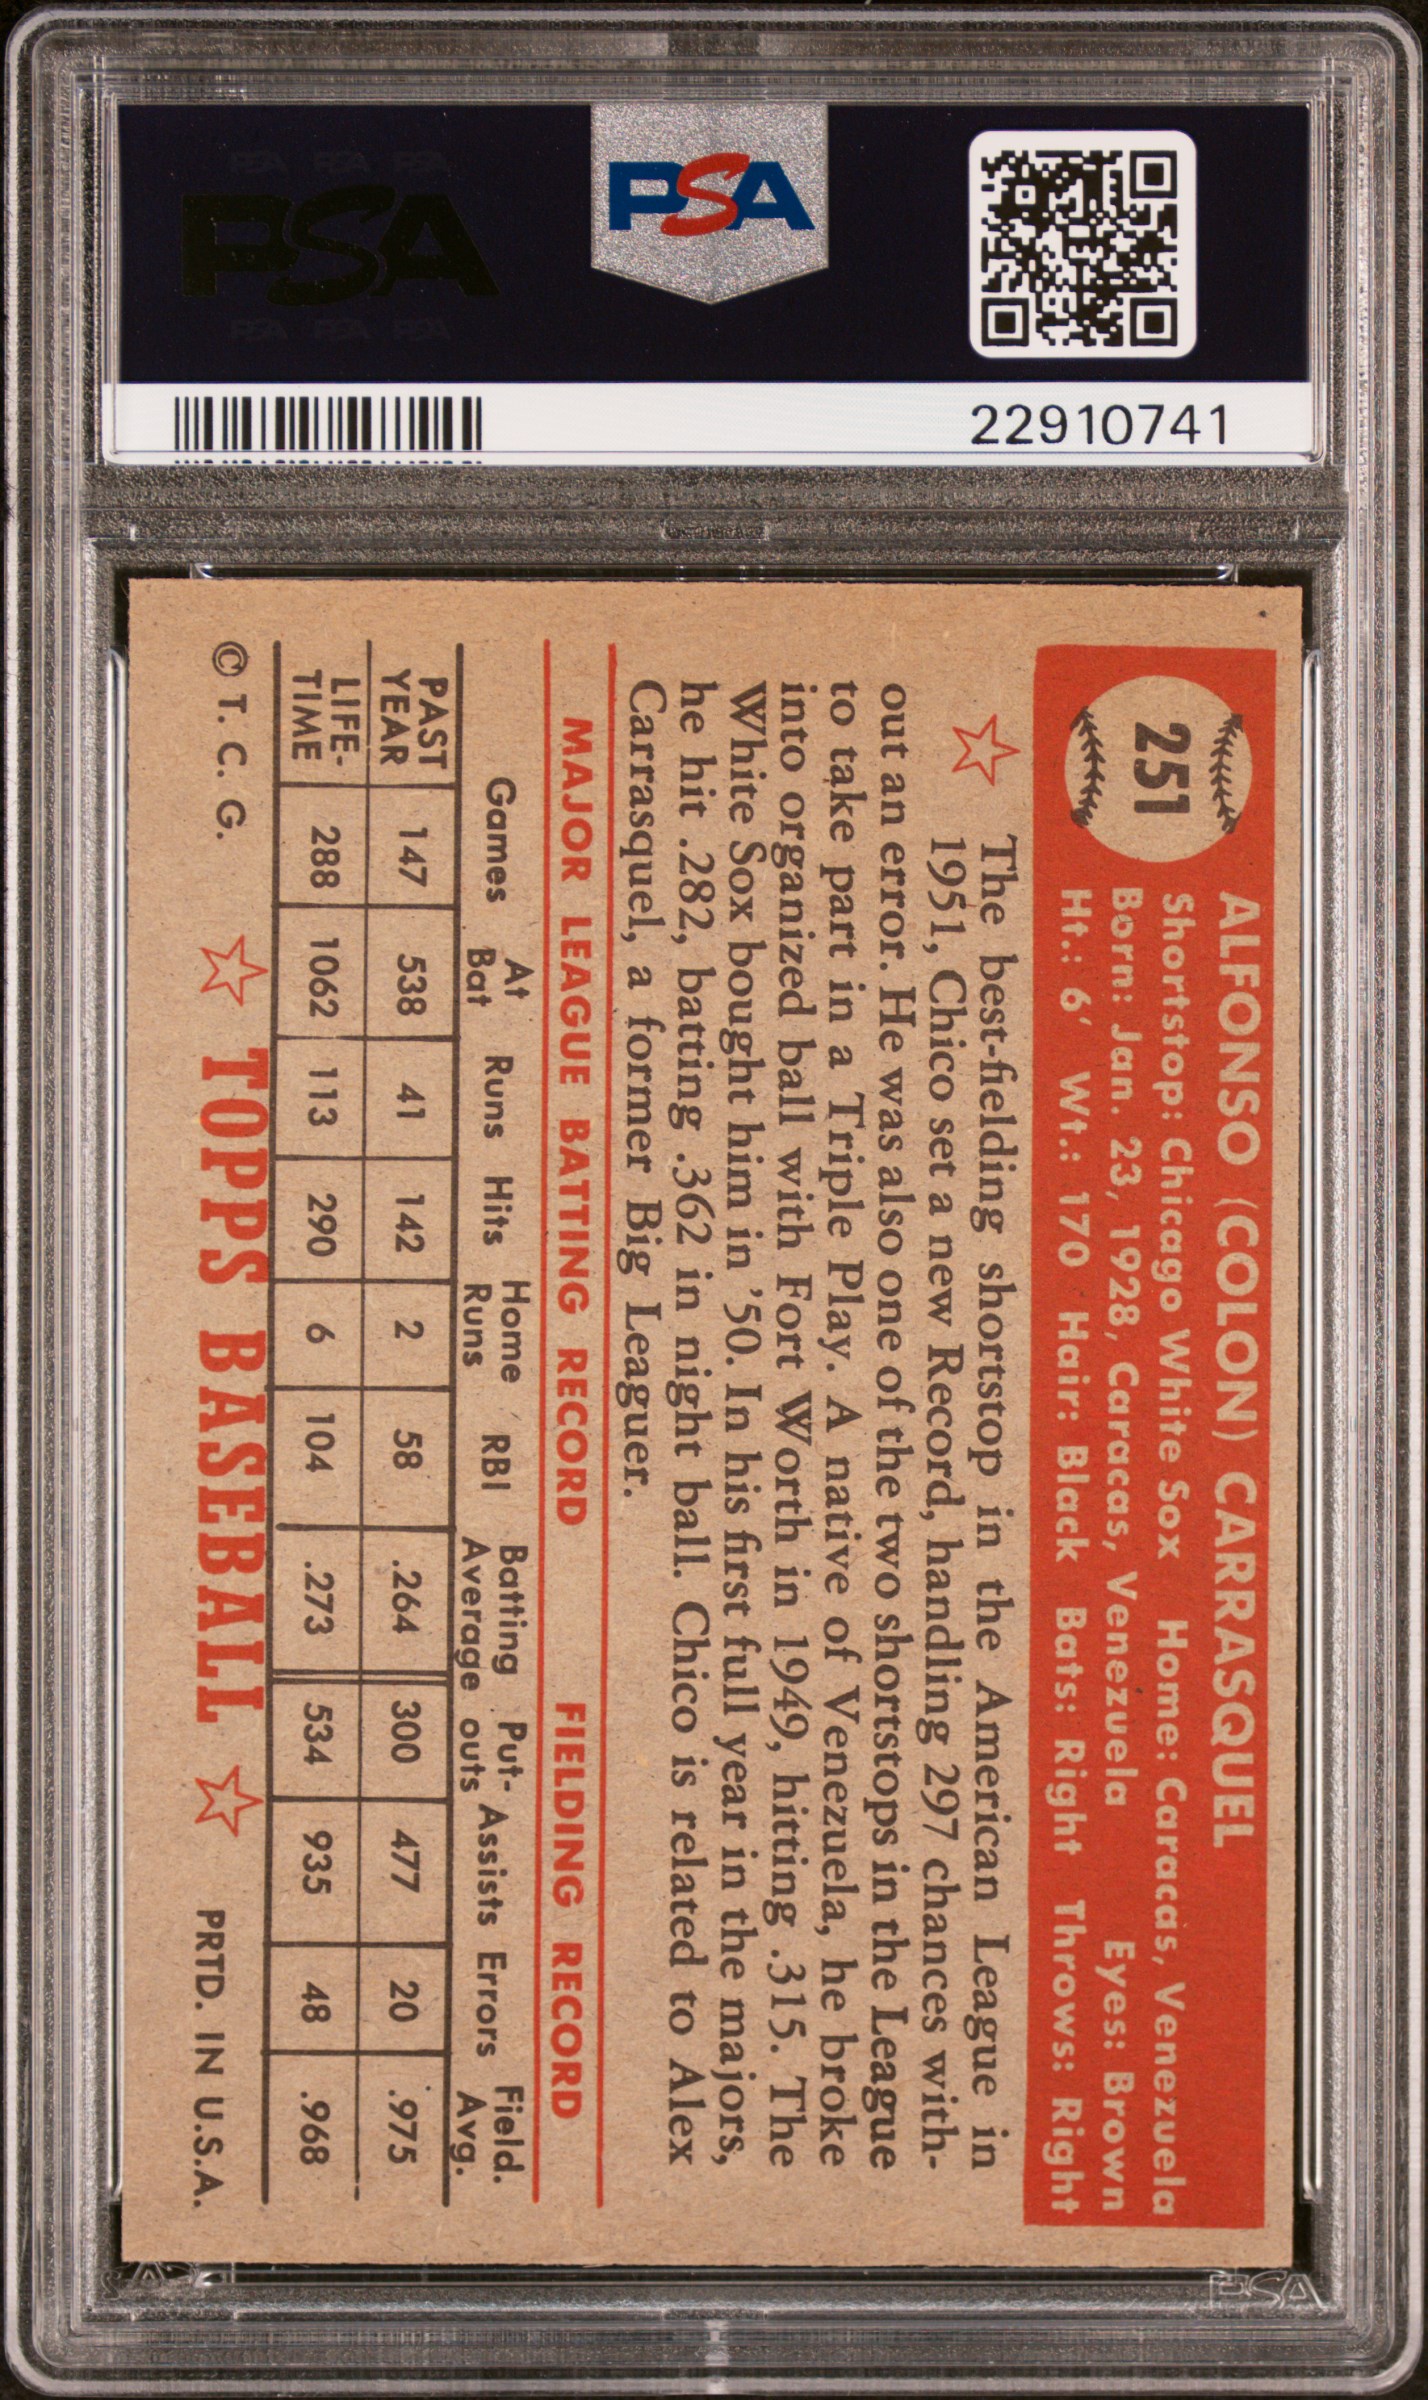 PSA
PSA PSA PSA
PSA
PSA PSA PSA
22910741
251
ALFONSO (COLON) CARRASQUEL
Shortstop: Chicago White Sox Home: Caracas, Venezuela
Born: Jan. 23, 1928, Caracas, Venezuela Eyes: Brown
Ht.: 6' Wt.: 170 Hair: Black Bats: Right Throws: Right
The best-fielding shortstop in the American League in
1951, Chico set a new Record, handling 297 chances with-
out an error. He was also one of the two shortstops in the League
to take part in a Triple Play. A native of Venezuela, he broke
into organized ball with Fort Worth in 1949, hitting .315. The
White Sox bought him in '50. In his first full year in the majors,
he hit .282, batting .362 in night ball. Chico is related to Alex
Carrasquel, a former Big Leaguer.
MAJOR LEAGUE BATTING RECORD FIELDING RECORD
Games At Bat Runs Hits Home Runs RBI Batting Average Put-outs Assists Errors Field. Avg.
PAST YEAR 147 538 41 142 2 58 .264 300 477 20 .975
LIFE-TIME 288 1062 113 290 6 104 .273 534 935 48 .968
© T. C. G. TOPPS BASEBALL PRTD. IN U.S.A.
PSA
PSA